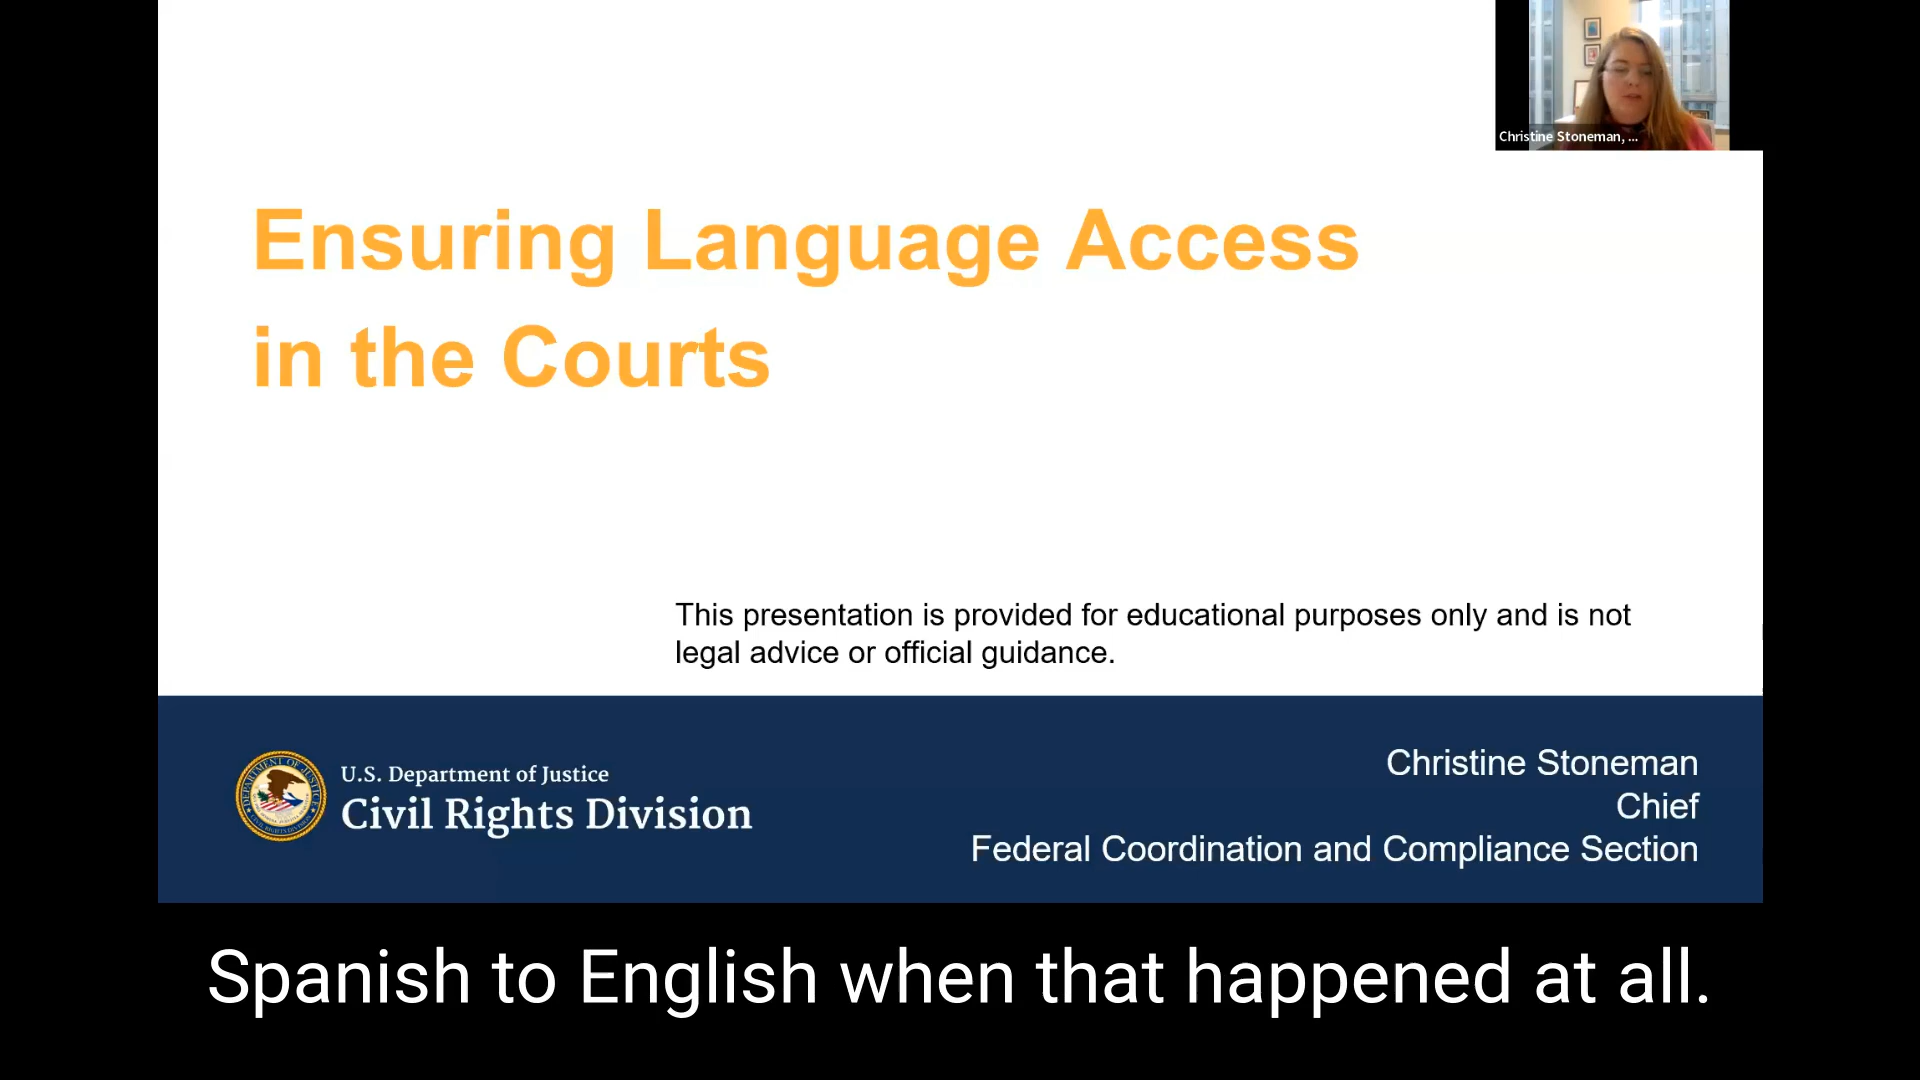 Christine Stoneman, ...
Ensuring Language Access
in the Courts
This presentation is provided for educational purposes only and is not
legal advice or official guidance.
U.S. Department of Justice
Civil Rights Division
Christine Stoneman
Chief
Federal Coordination and Compliance Section
Spanish to English when that happened at all.